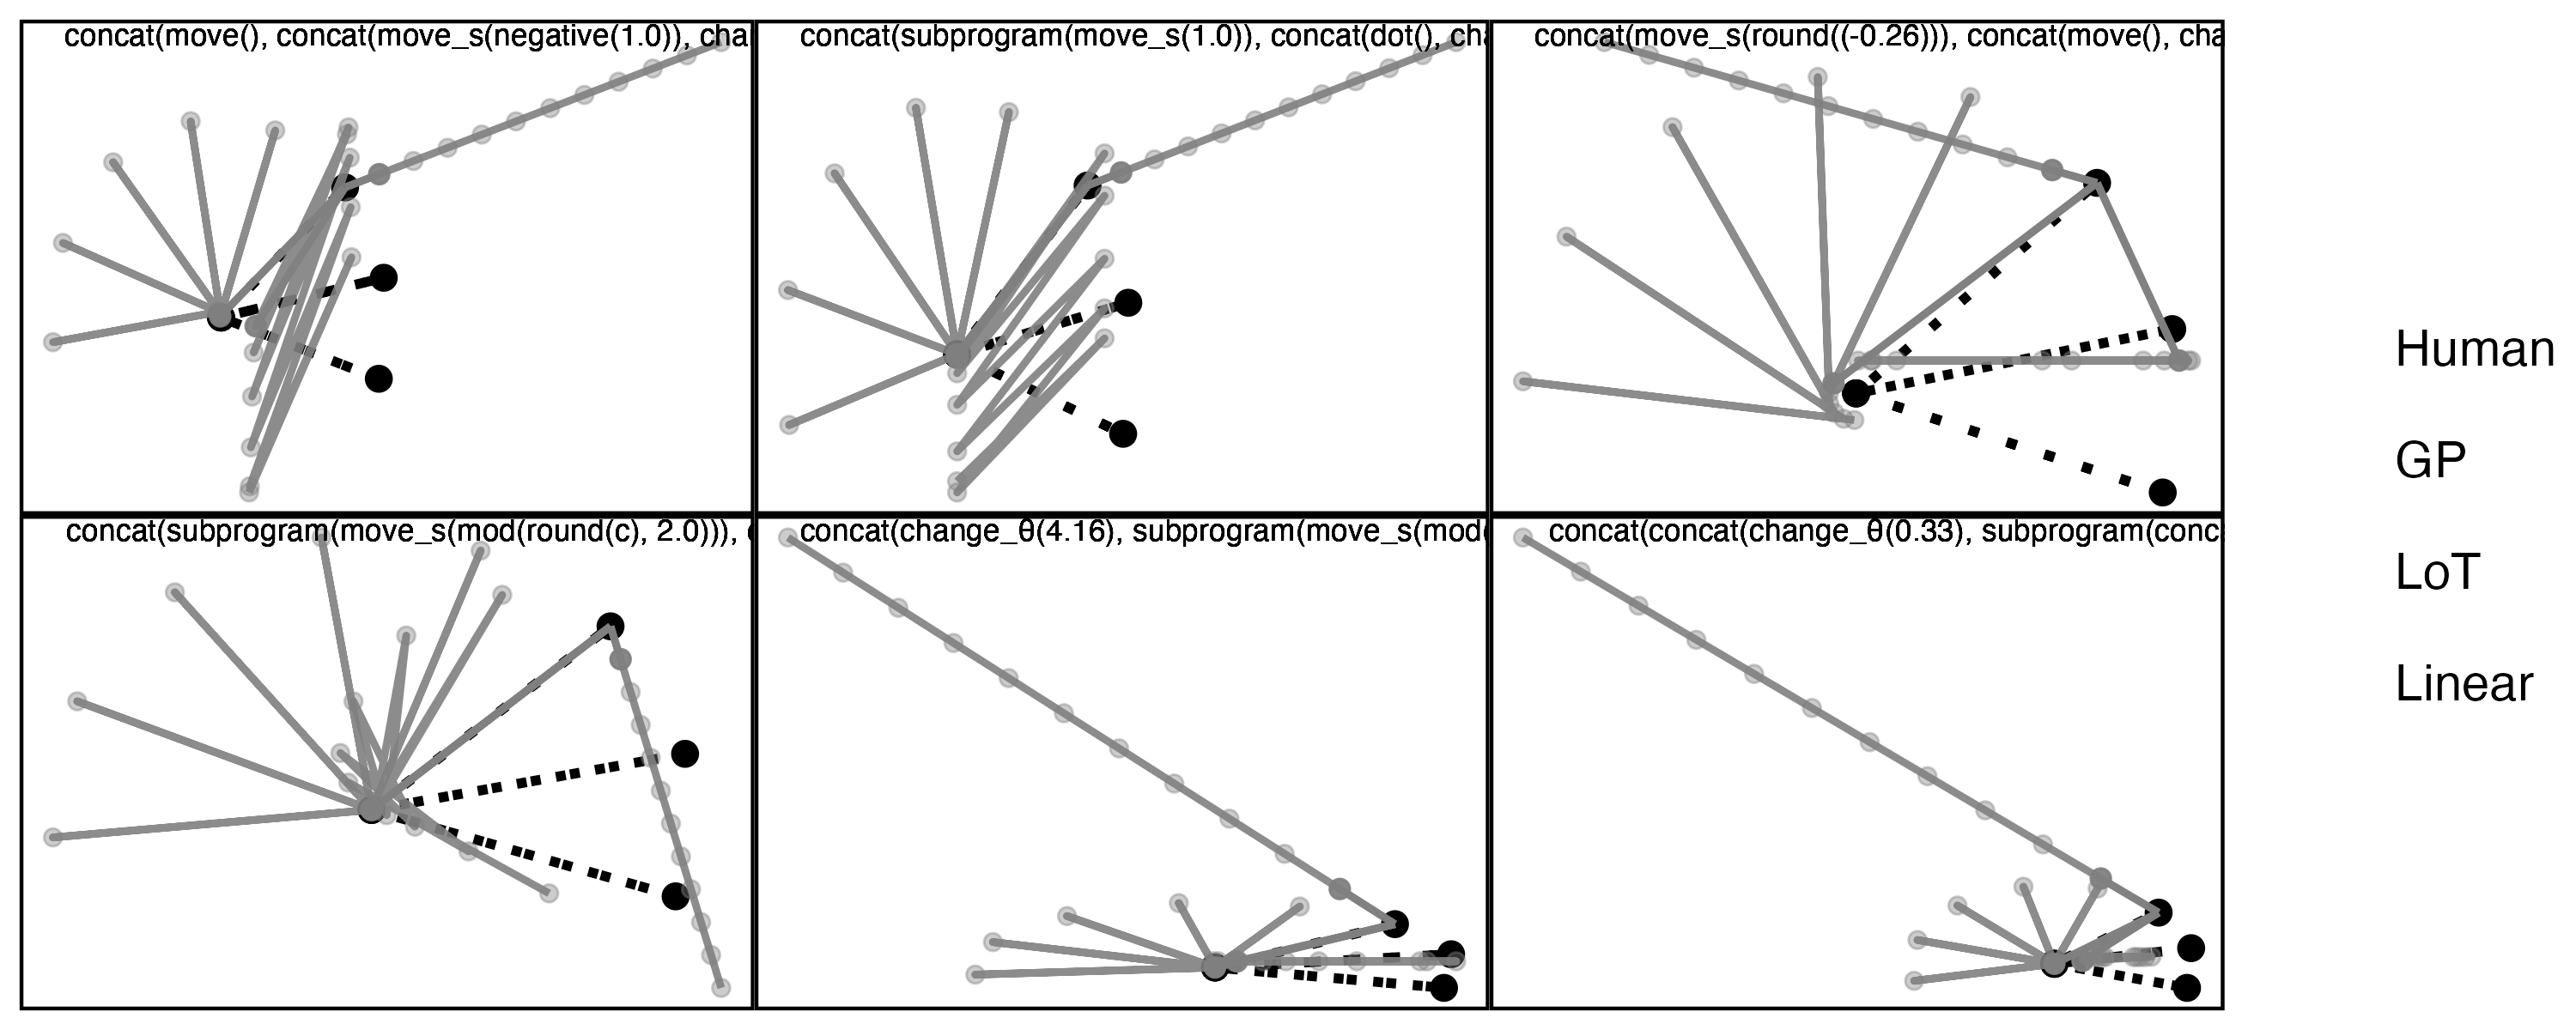 concat(move(), concat(move_s(negative(1.0)), cha
concat(subprogram(move_s(1.0)), concat(dot(), cha
concat(move_s(round((-0.26))), concat(move(), cha
concat(subprogram(move_s(mod(round(c), 2.0))), c
concat(change_θ(4.16), subprogram(move_s(mod
concat(concat(change_θ(0.33), subprogram(conc
Human
GP
LoT
Linear